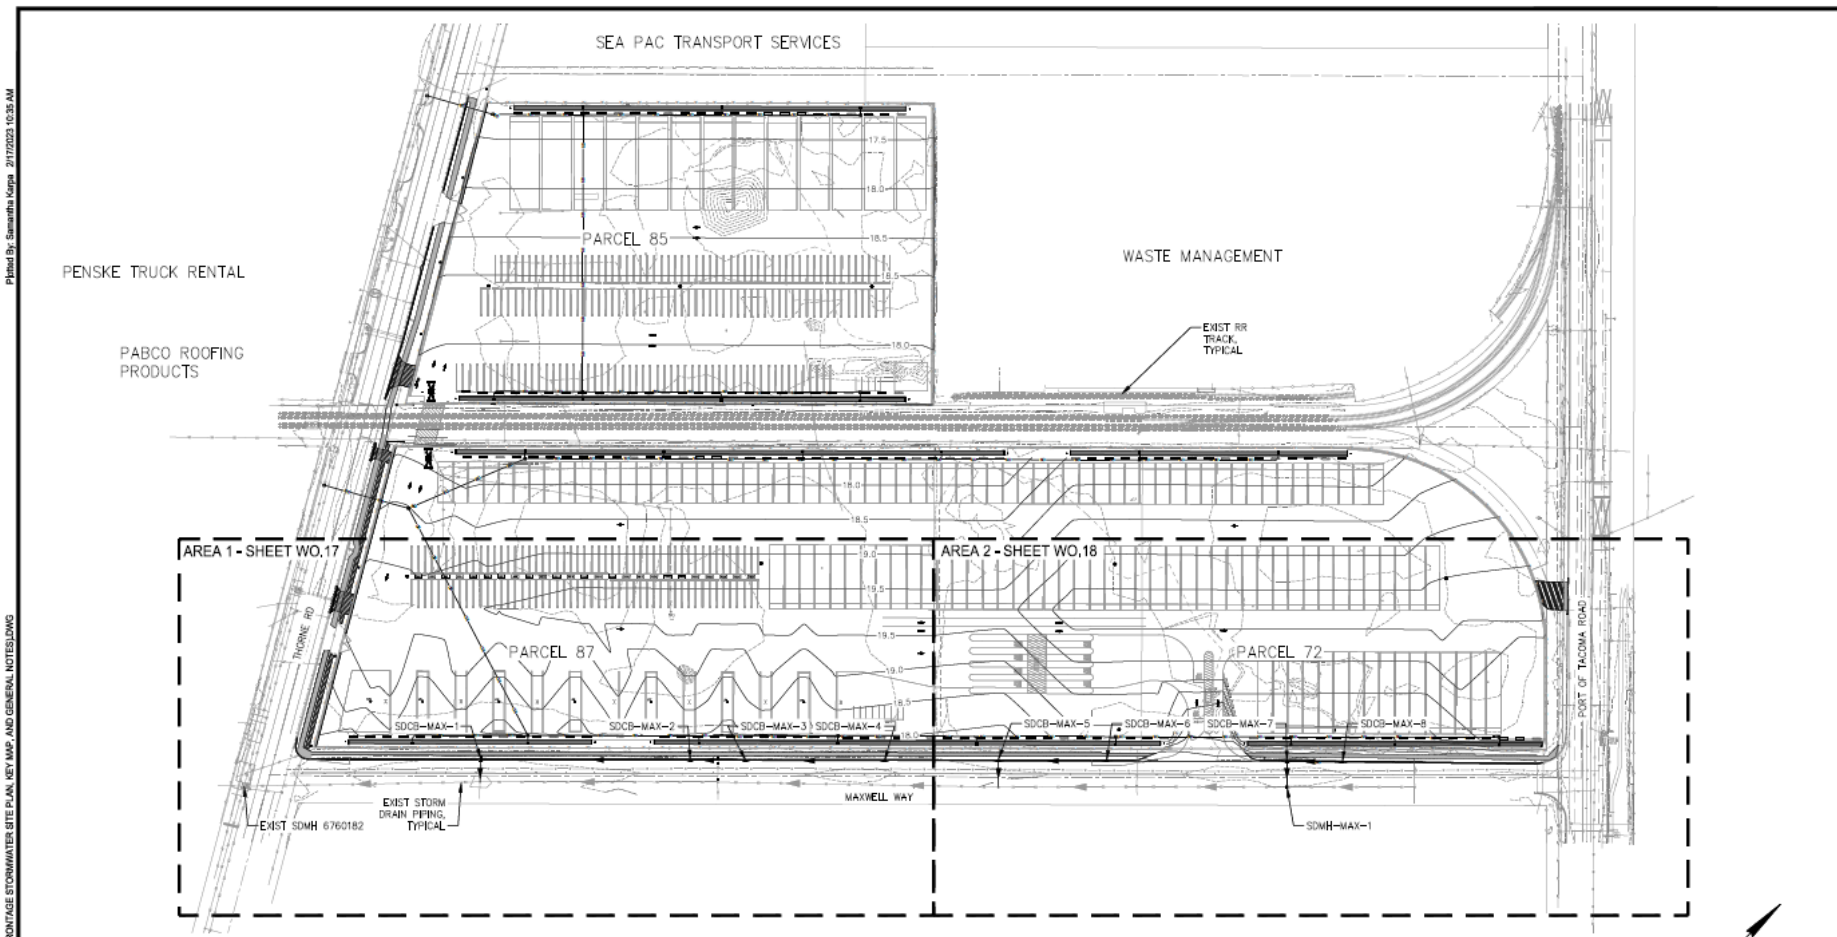 SEA PAC TRANSPORT SERVICES
Plotted By: Samantha Karpa 2/17/2023 10:35 AM
17.5
18.0
PARCEL 85
18.5
WASTE MANAGEMENT
PENSKE TRUCK RENTAL
18.5
EXIST RR
TRACK,
TYPICAL
PABCO ROOFING
PRODUCTS
18.0
18.0
18.5
AREA 1 - SHEET WO.17
19.0
AREA 2 - SHEET WO.18
19.5
THORNE RD
19.5
PORT OF TACOMA ROAD
PARCEL 87
PARCEL 72
19.0
18.5
SDCB-MAX-1
SDCB-MAX-2
SDCB-MAX-3
SDCB-MAX-4
SDCB-MAX-5
SDCB-MAX-6
SDCB-MAX-7
SDCB-MAX-8
18.0
MAXWELL WAY
EXIST STORM
DRAIN PIPING,
TYPICAL
EXIST SDMH 6760182
SDMH-MAX-1
RONTAGE STORMWATER SITE PLAN, KEY MAP, AND GENERAL NOTES).DWG